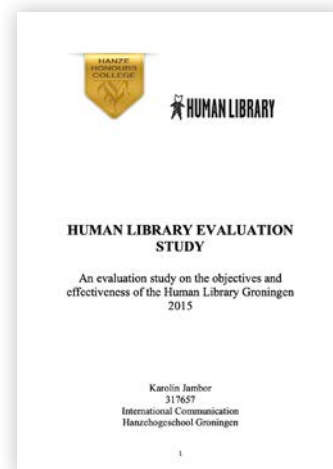 HANZE
HONOURS
COLLEGE
HUMAN LIBRARY
HUMAN LIBRARY EVALUATION
STUDY
An evaluation study on the objectives and
effectiveness of the Human Library Groningen
2015
Karolin Jambor
317657
International Communication
Hanzehogeschool Groningen
1